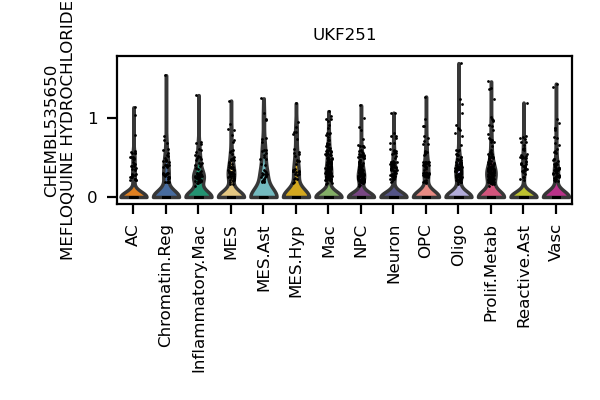 UKF251
CHEMBL535650
MEFLOQUINE HYDROCHLORIDE
1
0
AC
Chromatin.Reg
Inflammatory.Mac
MES
MES.Ast
MES.Hyp
Mac
NPC
Neuron
OPC
Oligo
Prolif.Metab
Reactive.Ast
Vasc